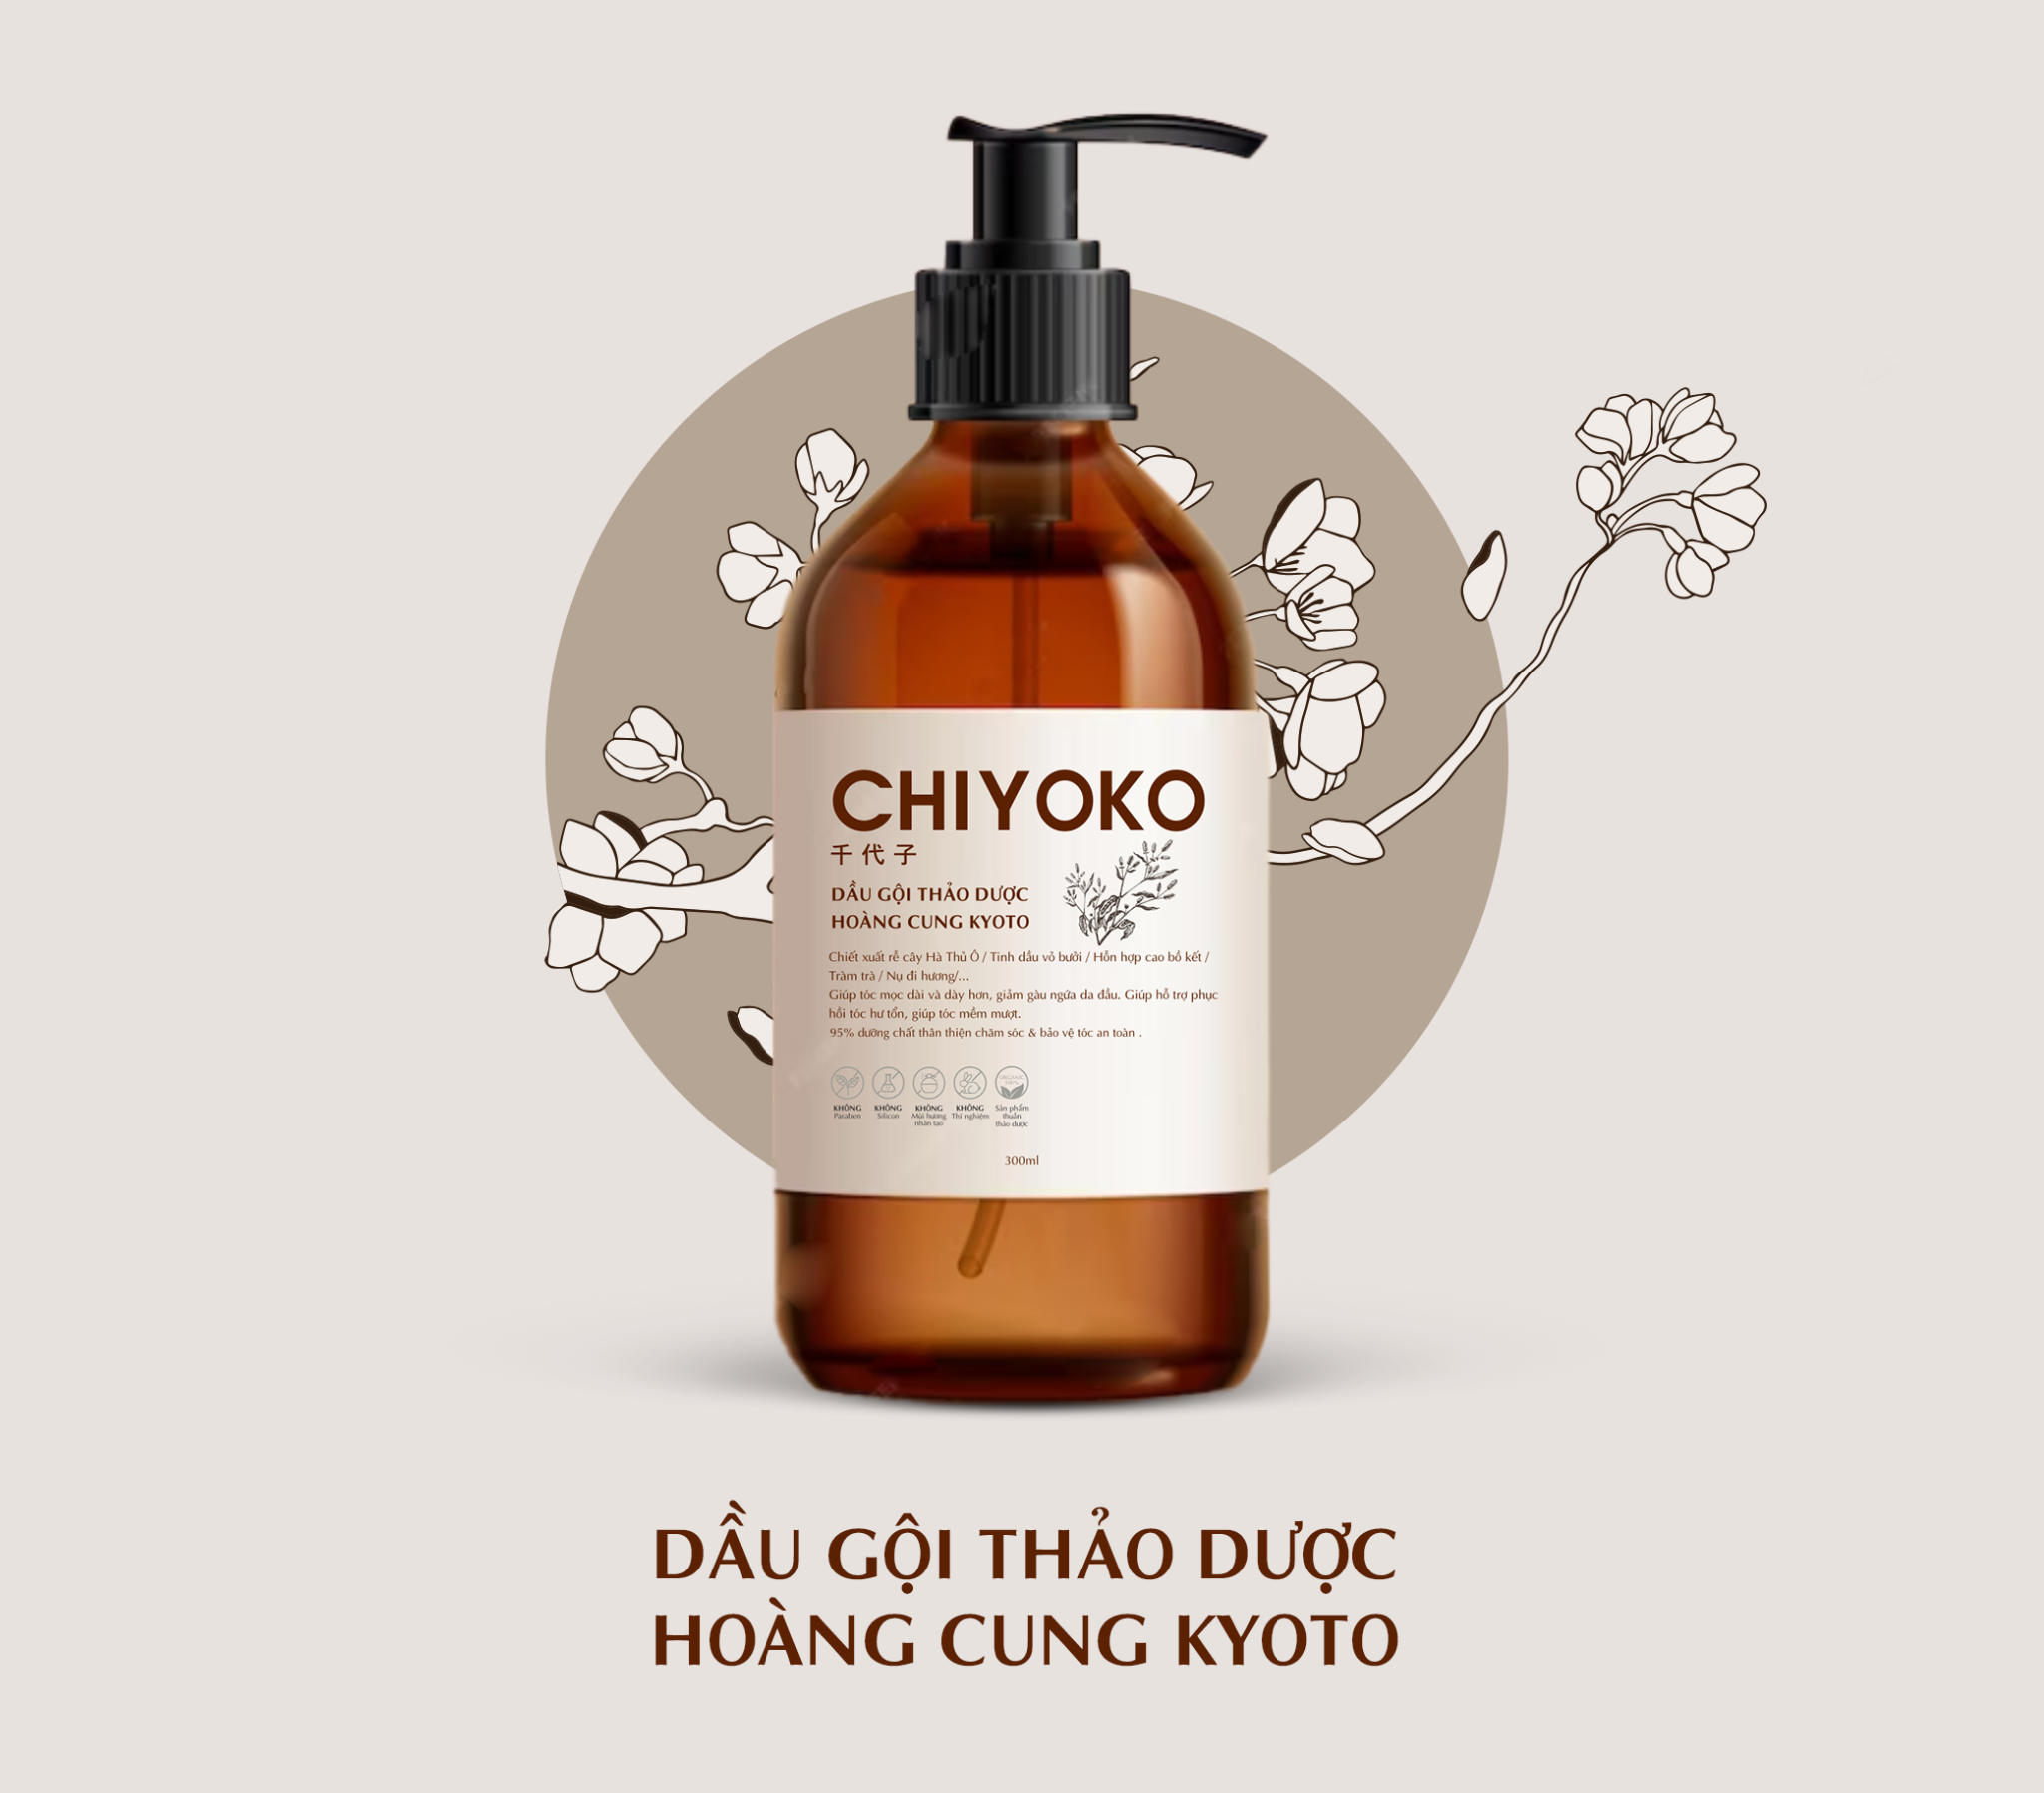 CHIYOKO
千代子
DẦU GỘI THẢO DƯỢC
HOÀNG CUNG KYOTO
Chiết xuất rễ cây Hà Thủ Ô / Tinh dầu vỏ bưởi / Hỗn hợp cao bồ kết /
Tràm trà / Nụ đi hương/...
Giúp tóc mọc dài và dày hơn, giảm gàu ngứa da đầu. Giúp hỗ trợ phục
hồi tóc hư tổn, giúp tóc mềm mượt.
95% dưỡng chất thân thiện chăm sóc & bảo vệ tóc an toàn .
ORGANIC
100%
KHÔNG
Paraben
KHÔNG
Silicon
KHÔNG
Mùi hương
nhân tạo
KHÔNG
Thí nghiệm
Sản phẩm
thuần
thảo dược
300ml
DẦU GỘI THẢO DƯỢC
HOÀNG CUNG KYOTO